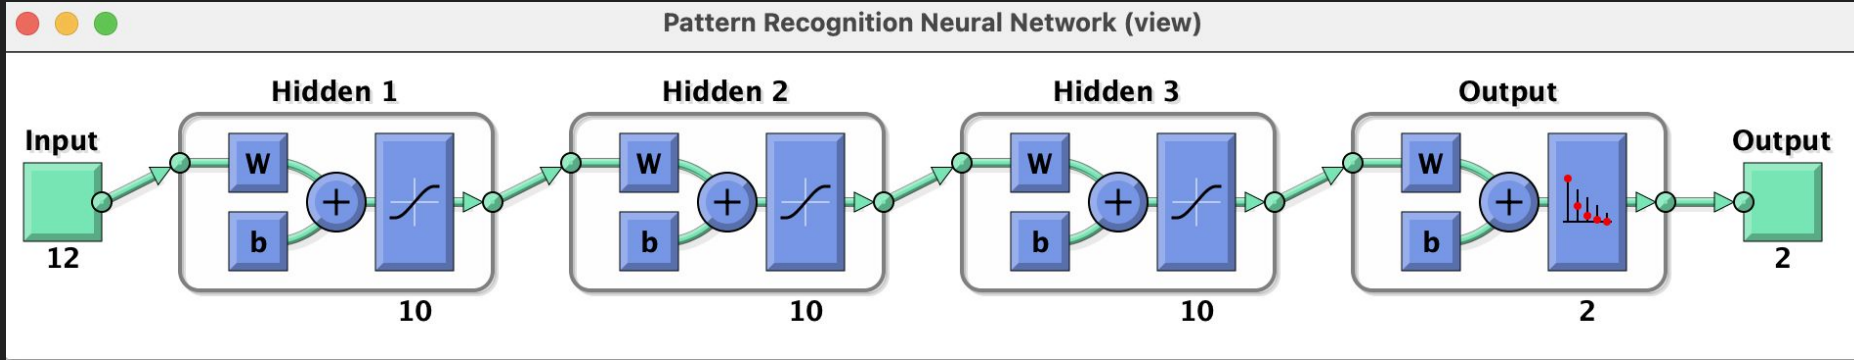 Pattern Recognition Neural Network (view)
Hidden 1 Hidden 2 Hidden 3 Output
Input Output
W W W W
+ + + +
b b b b
12 2
10 10 10 2